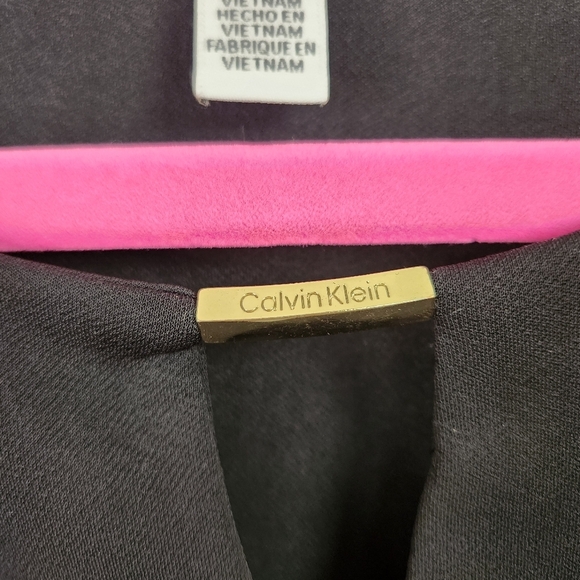 VIETNAM
HECHO EN
VIETNAM
FABRIQUE EN
VIETNAM
Calvin Klein